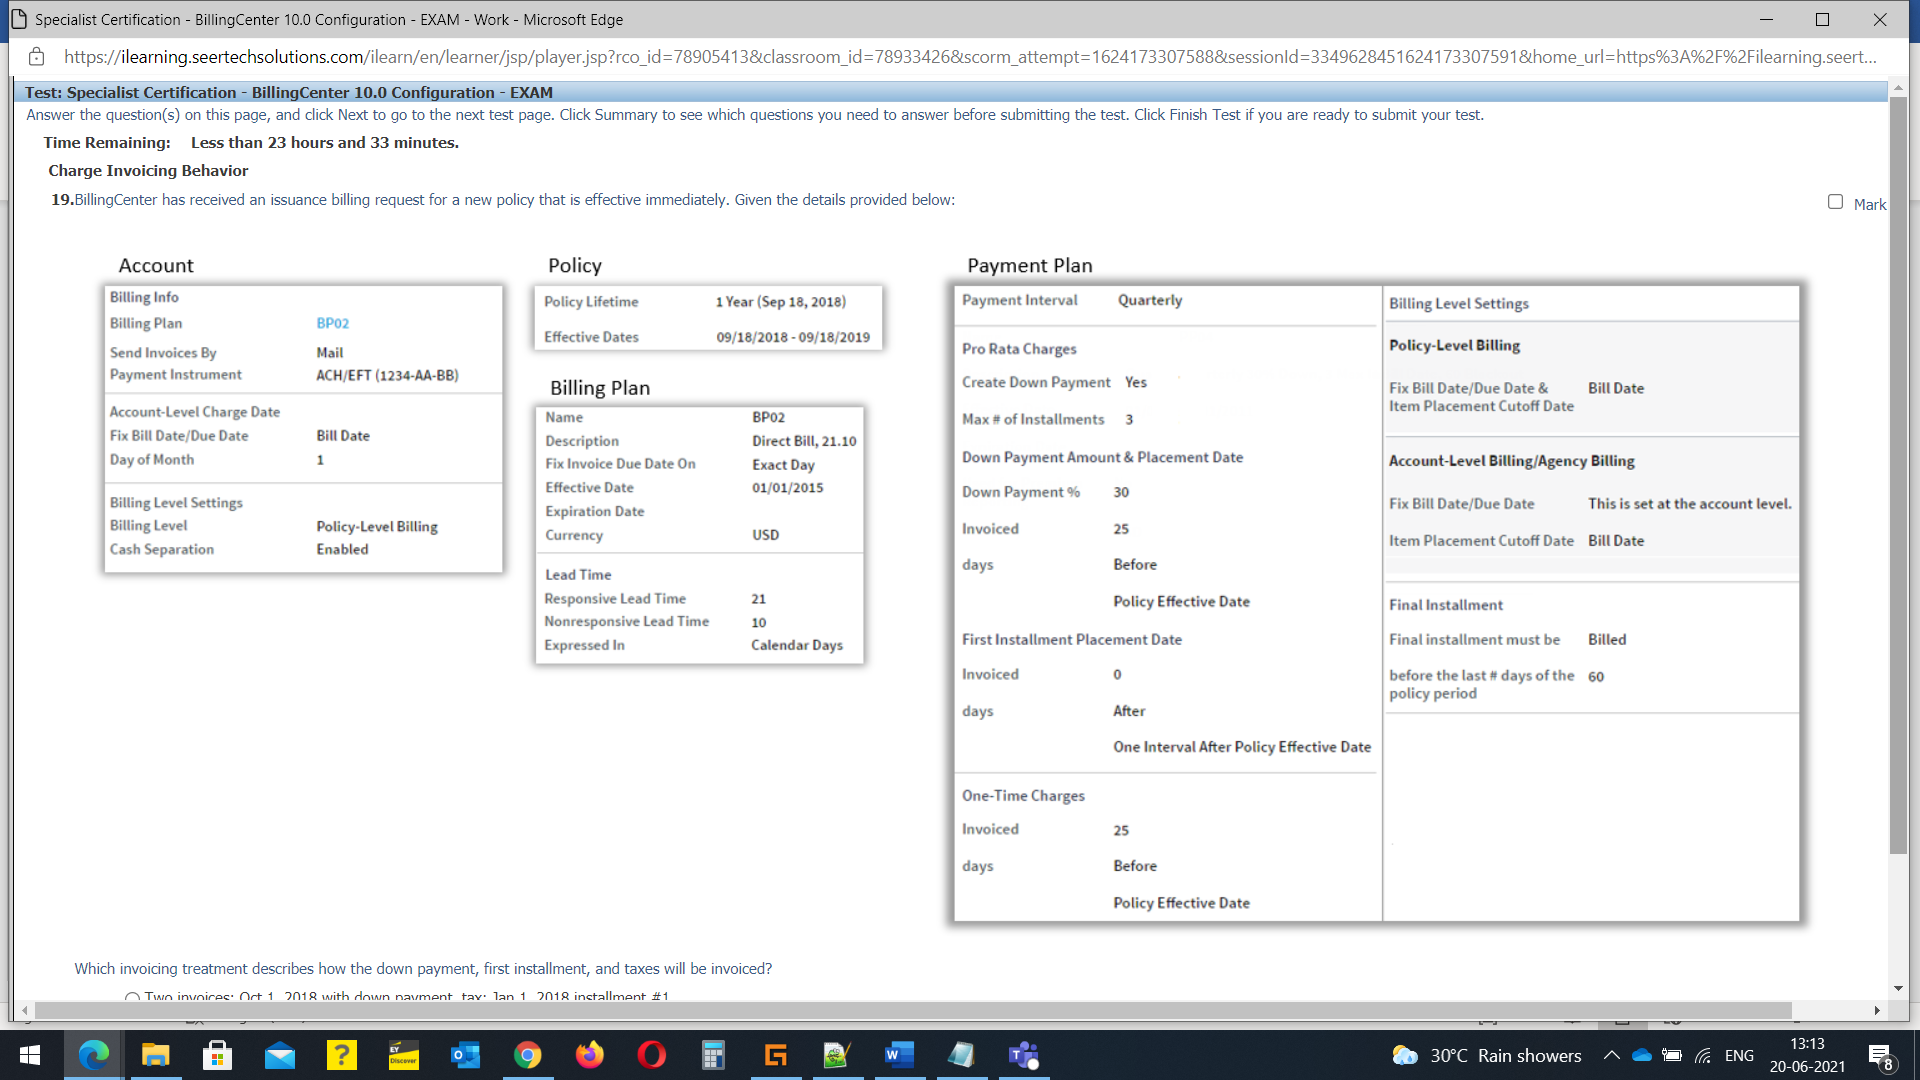 Specialist Certification - BillingCenter 10.0 Configuration - EXAM - Work - Microsoft Edge
https://ilearning.seertechsolutions.com/ilearn/en/learner/jsp/player.jsp?rco_id=78905413&classroom_id=78933426&scorm_attempt=1624173307588&sessionId=3349628451624173307591&home_url=https%3A%2F%2Filearning.seert...
Test: Specialist Certification - BillingCenter 10.0 Configuration - EXAM
Answer the question(s) on this page, and click Next to go to the next test page. Click Summary to see which questions you need to answer before submitting the test. Click Finish Test if you are ready to submit your test.
Time Remaining: Less than 23 hours and 33 minutes.
Charge Invoicing Behavior
19.BillingCenter has received an issuance billing request for a new policy that is effective immediately. Given the details provided below:
Mark
Account
Billing Info
Billing Plan BP02
Send Invoices By Mail
Payment Instrument ACH/EFT (1234-AA-BB)
Account-Level Charge Date
Fix Bill Date/Due Date Bill Date
Day of Month 1
Billing Level Settings
Billing Level Policy-Level Billing
Cash Separation Enabled
Policy
Policy Lifetime 1 Year (Sep 18, 2018)
Effective Dates 09/18/2018 - 09/18/2019
Billing Plan
Name BP02
Description Direct Bill, 21.10
Fix Invoice Due Date On Exact Day
Effective Date 01/01/2015
Expiration Date
Currency USD
Lead Time
Responsive Lead Time 21
Nonresponsive Lead Time 10
Expressed In Calendar Days
Payment Plan
Payment Interval Quarterly
Pro Rata Charges
Create Down Payment Yes
Max # of Installments 3
Down Payment Amount & Placement Date
Down Payment % 30
Invoiced 25
days Before
Policy Effective Date
First Installment Placement Date
Invoiced 0
days After
One Interval After Policy Effective Date
One-Time Charges
Invoiced 25
days Before
Policy Effective Date
Billing Level Settings
Policy-Level Billing
Fix Bill Date/Due Date & Bill Date
Item Placement Cutoff Date
Account-Level Billing/Agency Billing
Fix Bill Date/Due Date This is set at the account level.
Item Placement Cutoff Date Bill Date
Final Installment
Final installment must be Billed
before the last # days of the 60
policy period
Which invoicing treatment describes how the down payment, first installment, and taxes will be invoiced?
Two invoices: Oct 1, 2018 with down payment, tax; Jan 1, 2018 installment #1
EY
Discover
30°C Rain showers
ENG
13:13
20-06-2021
8